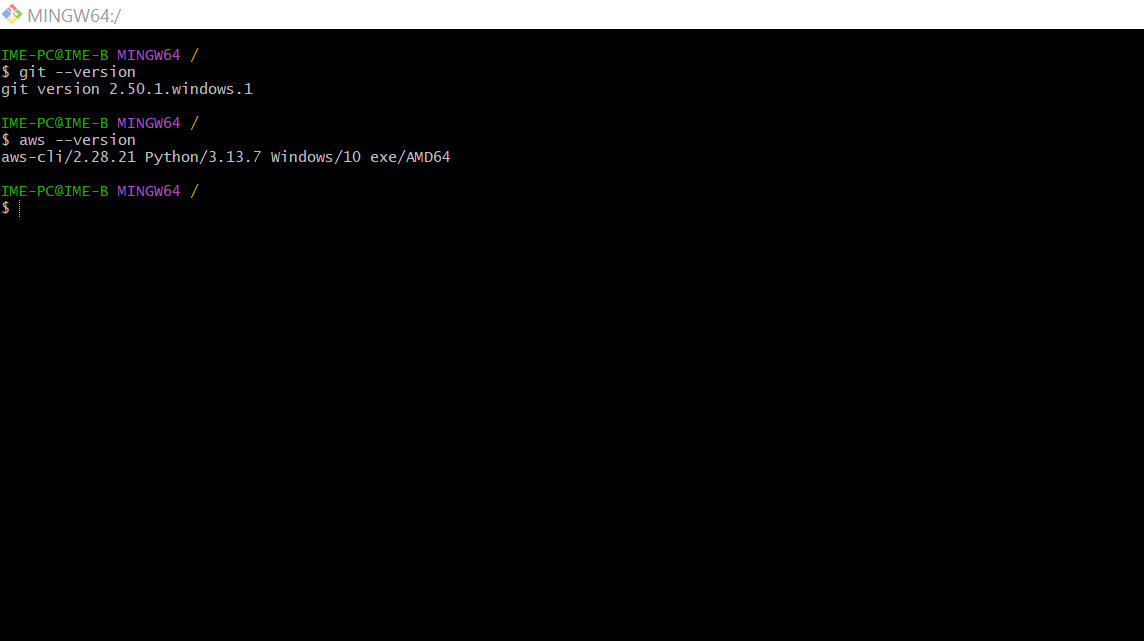 MINGW64:/
IME-PC@IME-B MINGW64 /
$ git --version
git version 2.50.1.windows.1
IME-PC@IME-B MINGW64 /
$ aws --version
aws-cli/2.28.21 Python/3.13.7 Windows/10 exe/AMD64
IME-PC@IME-B MINGW64 /
$